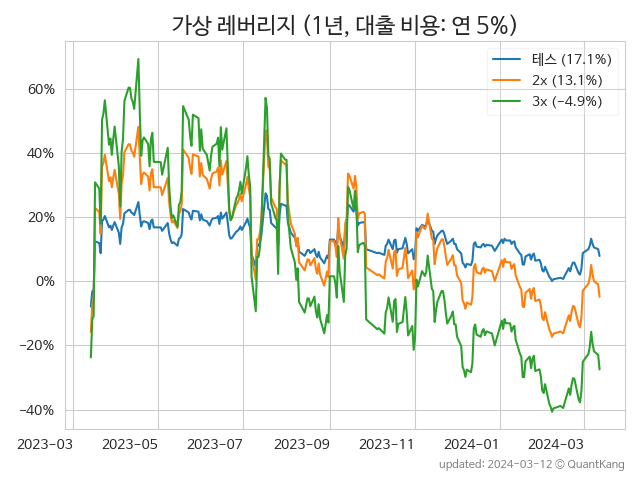 가상 레버리지 (1년, 대출 비용: 연 5%)
테스 (17.1%)
2x (13.1%)
3x (−4.9%)
60%
40%
20%
0%
−20%
−40%
2023-03
2023-05
2023-07
2023-09
2023-11
2024-01
2024-03
updated: 2024-03-12 © QuantKang